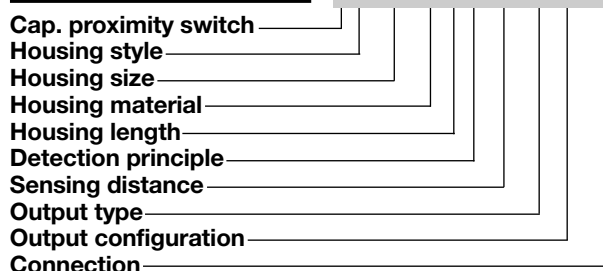 Cap. proximity switch
Housing style
Housing size
Housing material
Housing length
Detection principle
Sensing distance
Output type
Output configuration
Connection